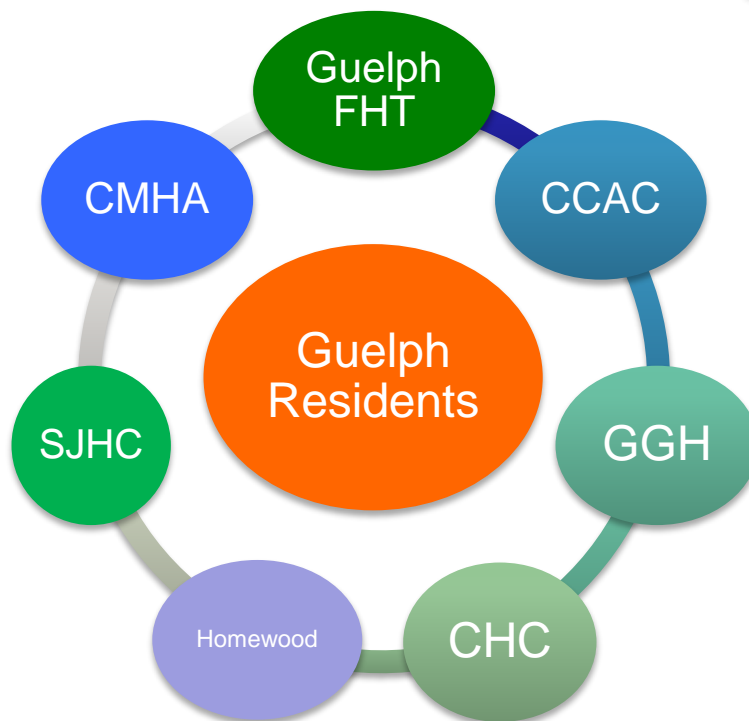 Guelph
FHT
CMHA
CCAC
Guelph
Residents
SJHC
GGH
Homewood
CHC